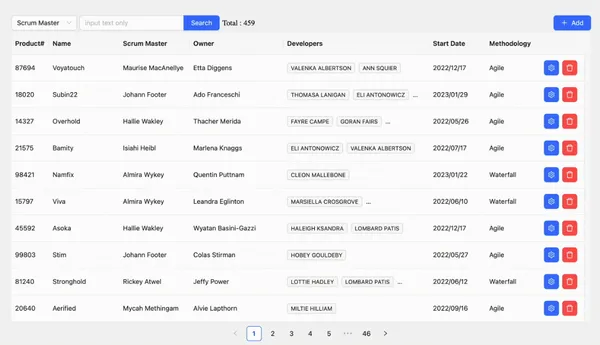 Scrum Master input text only Search Total : 459 + Add
Product# Name Scrum Master Owner Developers Start Date Methodology
87694 Voyatouch Maurise MacAnellye Etta Diggens VALENKA ALBERTSON ANN SQUIER 2022/12/17 Agile
18020 Subin22 Johann Footer Ado Franceschi THOMASA LANIGAN ELI ANTONOWICZ ... 2023/01/29 Agile
14327 Overhold Hallie Wakley Thacher Merida FAYRE CAMPE GORAN FAIRS ... 2022/05/26 Agile
21575 Bamity Isiahi Heibl Marlena Knaggs ELI ANTONOWICZ VALENKA ALBERTSON 2022/07/17 Agile
98421 Namfix Almira Wykey Quentin Puttnam CLEON MALLEBONE 2023/01/22 Waterfall
15797 Viva Almira Wykey Leandra Eglinton MARSIELLA CROSGROVE ... 2022/06/10 Waterfall
45592 Asoka Hallie Wakley Wyatan Basini-Gazzi HALEIGH KSANDRA LOMBARD PATIS 2022/12/17 Agile
99803 Stim Johann Footer Colas Stirman HOBEY GOULDEBY 2022/05/27 Agile
81240 Stronghold Rickey Atwel Jeffy Power LOTTIE HADLEY LOMBARD PATIS ... 2022/06/12 Waterfall
20640 Aerified Mycah Methingam Alvie Lapthorn MILTIE HILLIAM 2022/09/16 Agile
< 1 2 3 4 5 ••• 46 >